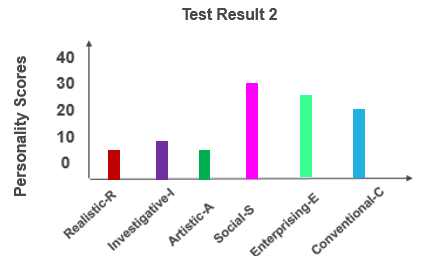 Test Result 2
Personality Scores
40
30
20
10
0
Realistic-R
Investigative-I
Artistic-A
Social-S
Enterprising-E
Conventional-C